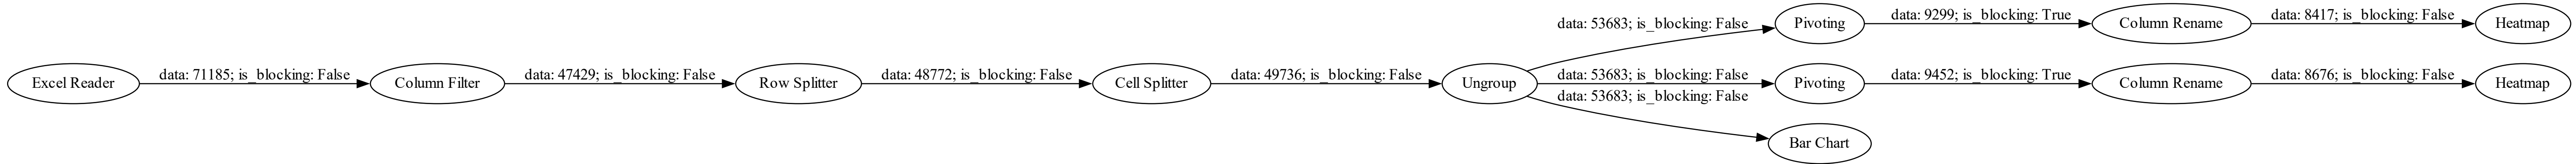 data: 53683; is_blocking: False
Pivoting
data: 9299; is_blocking: True
Column Rename
data: 8417; is_blocking: False
Heatmap
Excel Reader
data: 71185; is_blocking: False
Column Filter
data: 47429; is_blocking: False
Row Splitter
data: 48772; is_blocking: False
Cell Splitter
data: 49736; is_blocking: False
Ungroup
data: 53683; is_blocking: False
Pivoting
data: 9452; is_blocking: True
Column Rename
data: 8676; is_blocking: False
Heatmap
data: 53683; is_blocking: False
Bar Chart